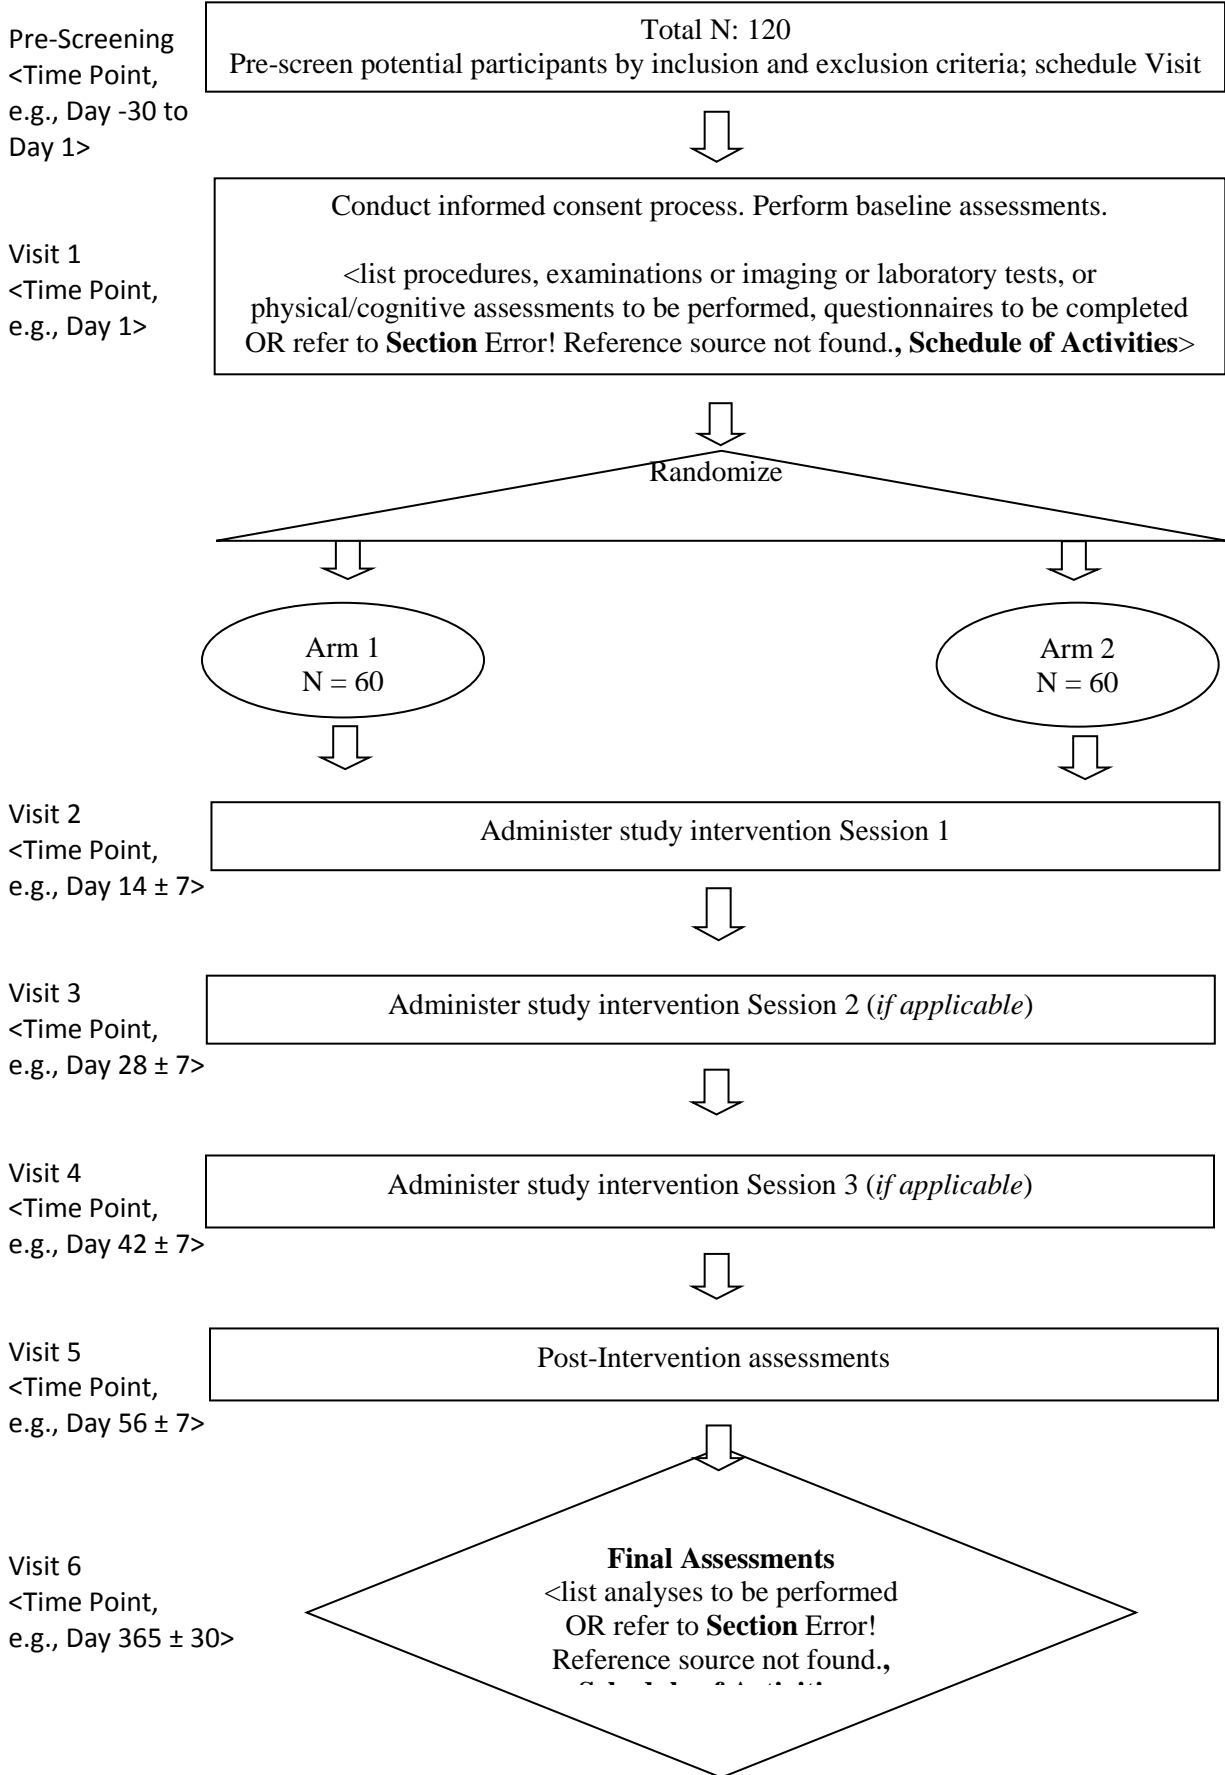 Pre-Screening
<Time Point,
e.g., Day -30 to
Day 1>
Total N: 120
Pre-screen potential participants by inclusion and exclusion criteria; schedule Visit
Visit 1
<Time Point,
e.g., Day 1>
Conduct informed consent process. Perform baseline assessments.
<list procedures, examinations or imaging or laboratory tests, or
physical/cognitive assessments to be performed, questionnaires to be completed
OR refer to Section Error! Reference source not found., Schedule of Activities>
Randomize
Arm 1
N = 60
Arm 2
N = 60
Visit 2
<Time Point,
e.g., Day 14 ± 7>
Administer study intervention Session 1
Visit 3
<Time Point,
e.g., Day 28 ± 7>
Administer study intervention Session 2 (if applicable)
Visit 4
<Time Point,
e.g., Day 42 ± 7>
Administer study intervention Session 3 (if applicable)
Visit 5
<Time Point,
e.g., Day 56 ± 7>
Post-Intervention assessments
Visit 6
<Time Point,
e.g., Day 365 ± 30>
Final Assessments
<list analyses to be performed
OR refer to Section Error!
Reference source not found.,